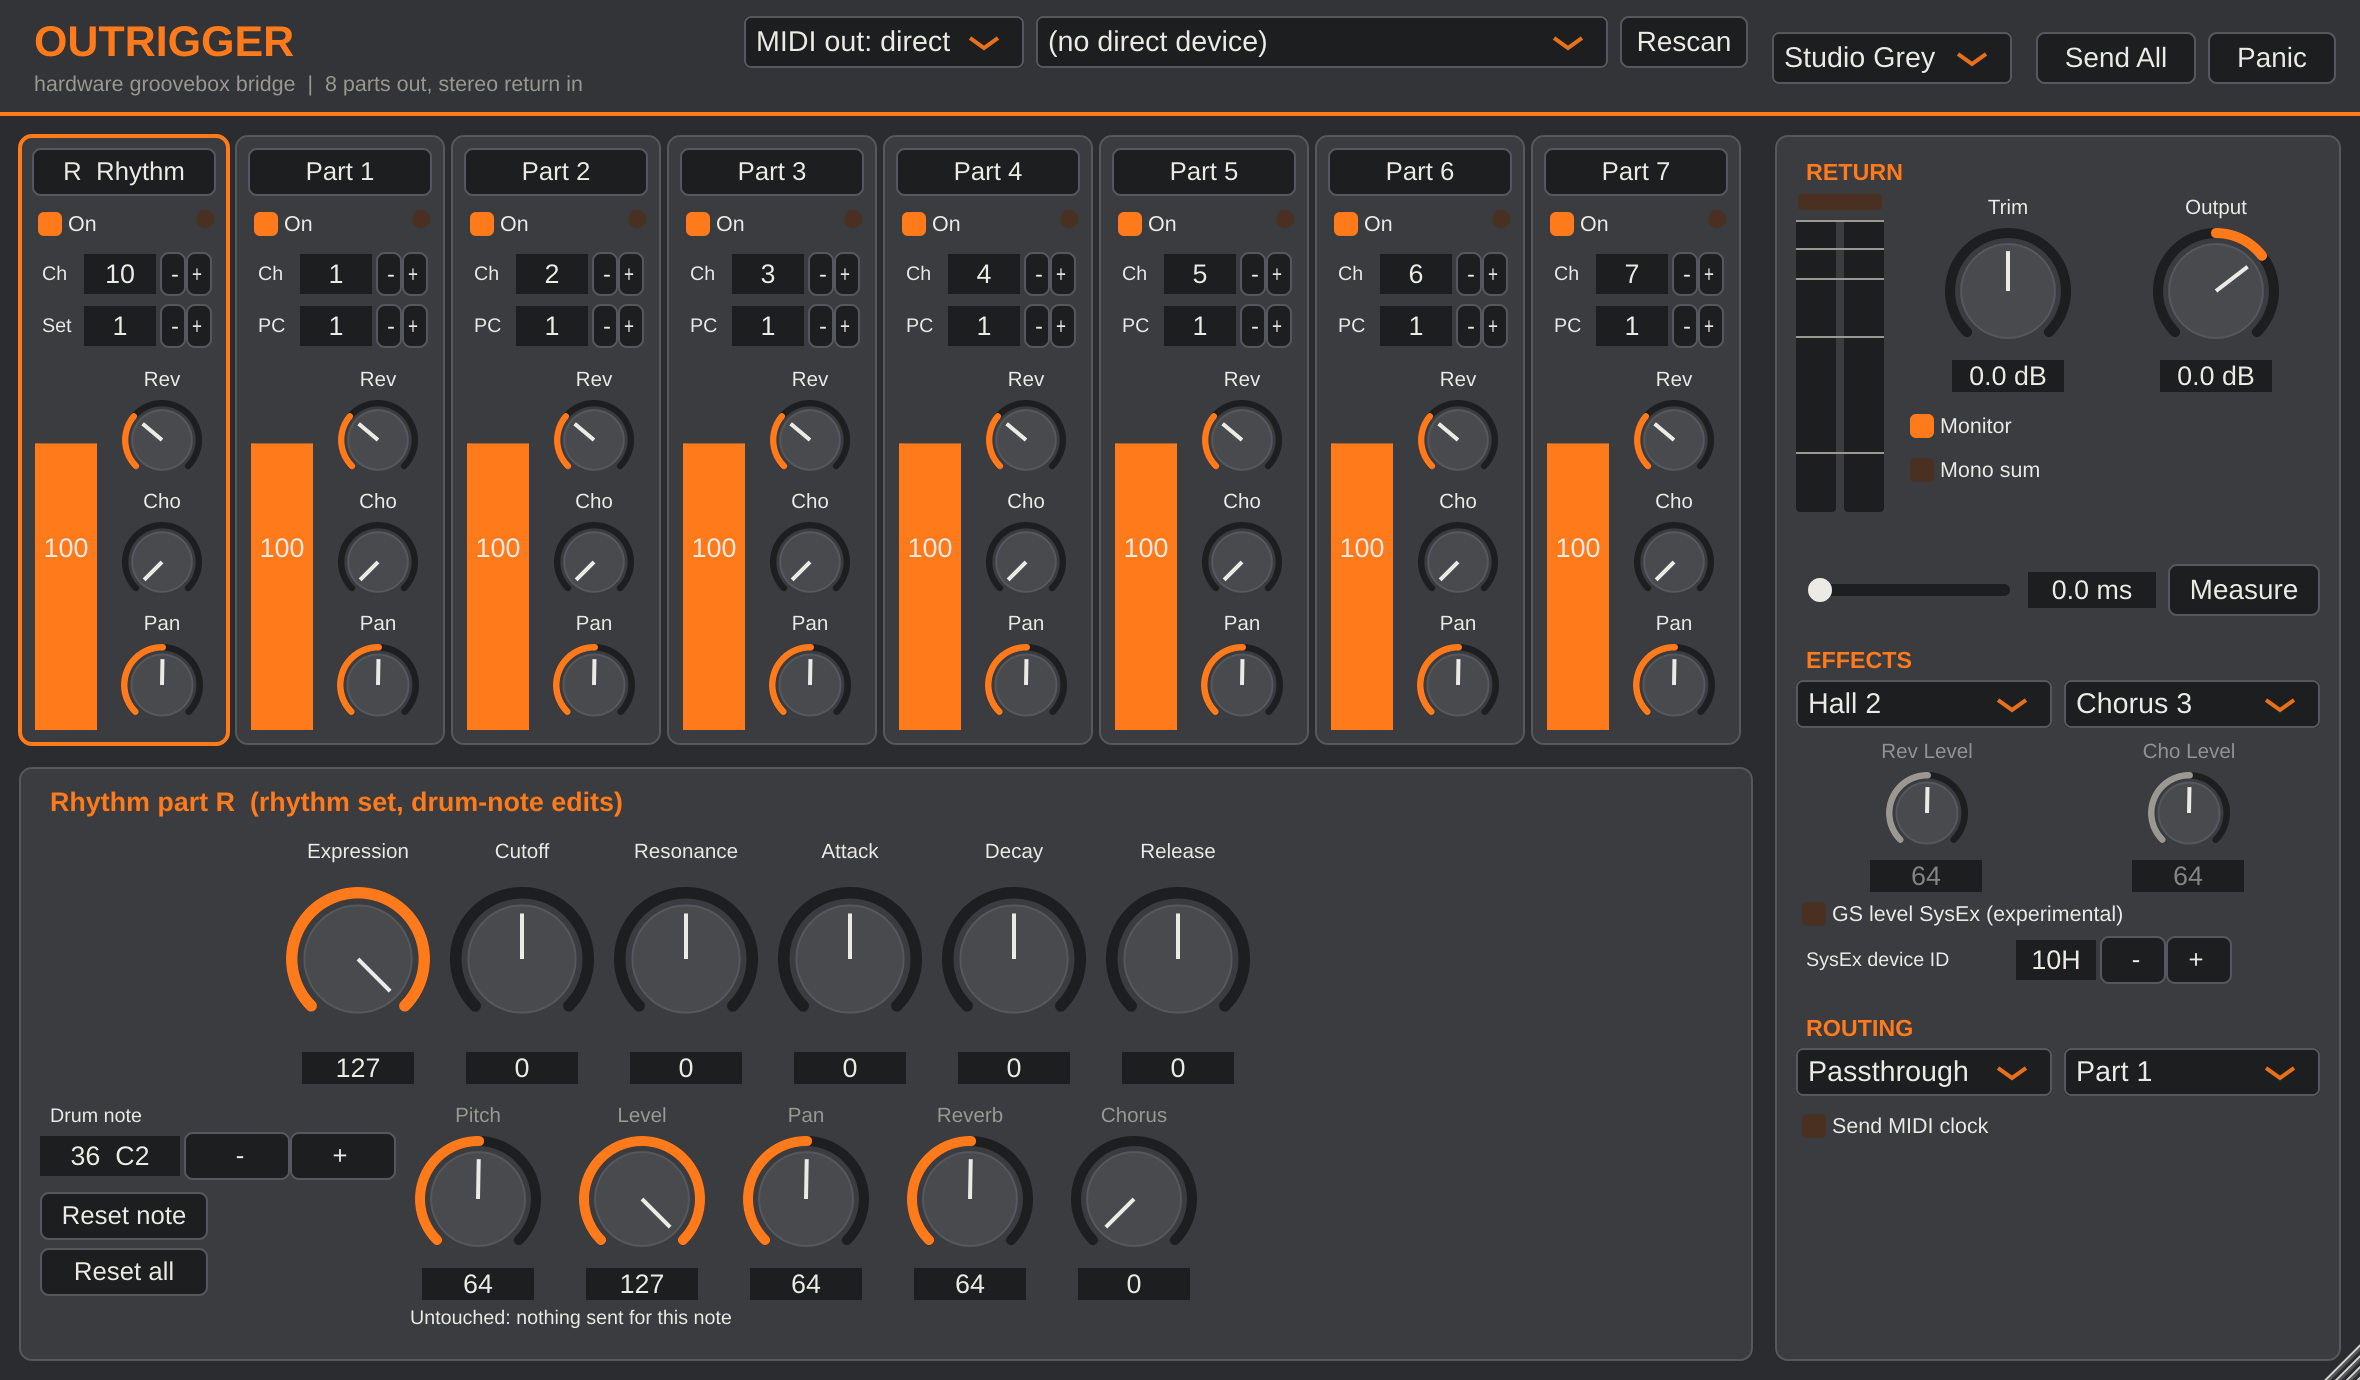 OUTRIGGER
hardware groovebox bridge | 8 parts out, stereo return in
MIDI out: direct (no direct device) Rescan Studio Grey Send All Panic
R Rhythm Part 1 Part 2 Part 3 Part 4 Part 5 Part 6 Part 7
On On On On On On On On
Ch 10 - + Ch 1 - + Ch 2 - + Ch 3 - + Ch 4 - + Ch 5 - + Ch 6 - + Ch 7 - +
Set 1 - + PC 1 - + PC 1 - + PC 1 - + PC 1 - + PC 1 - + PC 1 - + PC 1 - +
Rev Rev Rev Rev Rev Rev Rev Rev
Cho Cho Cho Cho Cho Cho Cho Cho
100 100 100 100 100 100 100 100
Pan Pan Pan Pan Pan Pan Pan Pan
Rhythm part R (rhythm set, drum-note edits)
Expression Cutoff Resonance Attack Decay Release
127 0 0 0 0 0
Drum note Pitch Level Pan Reverb Chorus
36 C2 - +
Reset note
Reset all
64 127 64 64 0
Untouched: nothing sent for this note
RETURN
Trim Output
0.0 dB 0.0 dB
Monitor
Mono sum
0.0 ms Measure
EFFECTS
Hall 2 Chorus 3
Rev Level Cho Level
64 64
GS level SysEx (experimental)
SysEx device ID 10H - +
ROUTING
Passthrough Part 1
Send MIDI clock